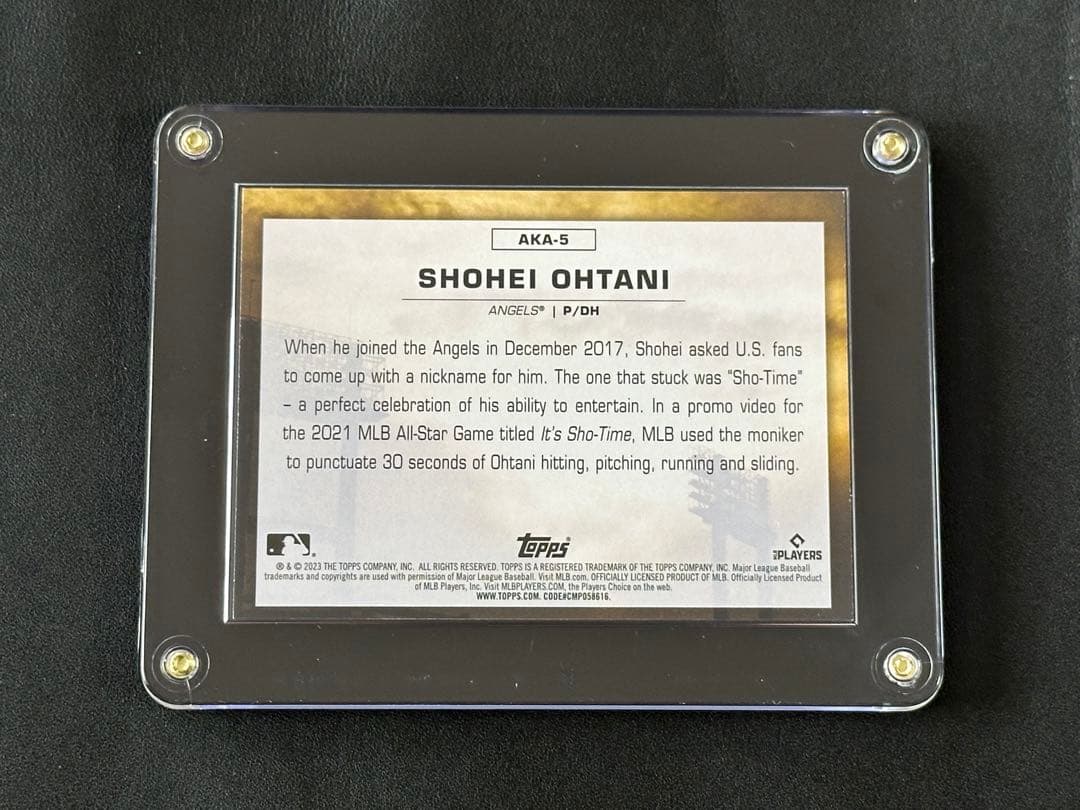 AKA-5
SHOHEI OHTANI
ANGELS® | P/DH
When he joined the Angels in December 2017, Shohei asked U.S. fans
to come up with a nickname for him. The one that stuck was "Sho-Time"
– a perfect celebration of his ability to entertain. In a promo video for
the 2021 MLB All-Star Game titled It's Sho-Time, MLB used the moniker
to punctuate 30 seconds of Ohtani hitting, pitching, running and sliding.
Topps®
MLB PLAYERS
® & © 2023 THE TOPPS COMPANY, INC. ALL RIGHTS RESERVED. TOPPS IS A REGISTERED TRADEMARK OF THE TOPPS COMPANY, INC. Major League Baseball
trademarks and copyrights are used with permission of Major League Baseball. Visit MLB.com. OFFICIALLY LICENSED PRODUCT OF MLB. Officially Licensed Product
of MLB Players, Inc. Visit MLBPLAYERS.COM, the Players Choice on the web.
WWW.TOPPS.COM. CODE#CMP058616.